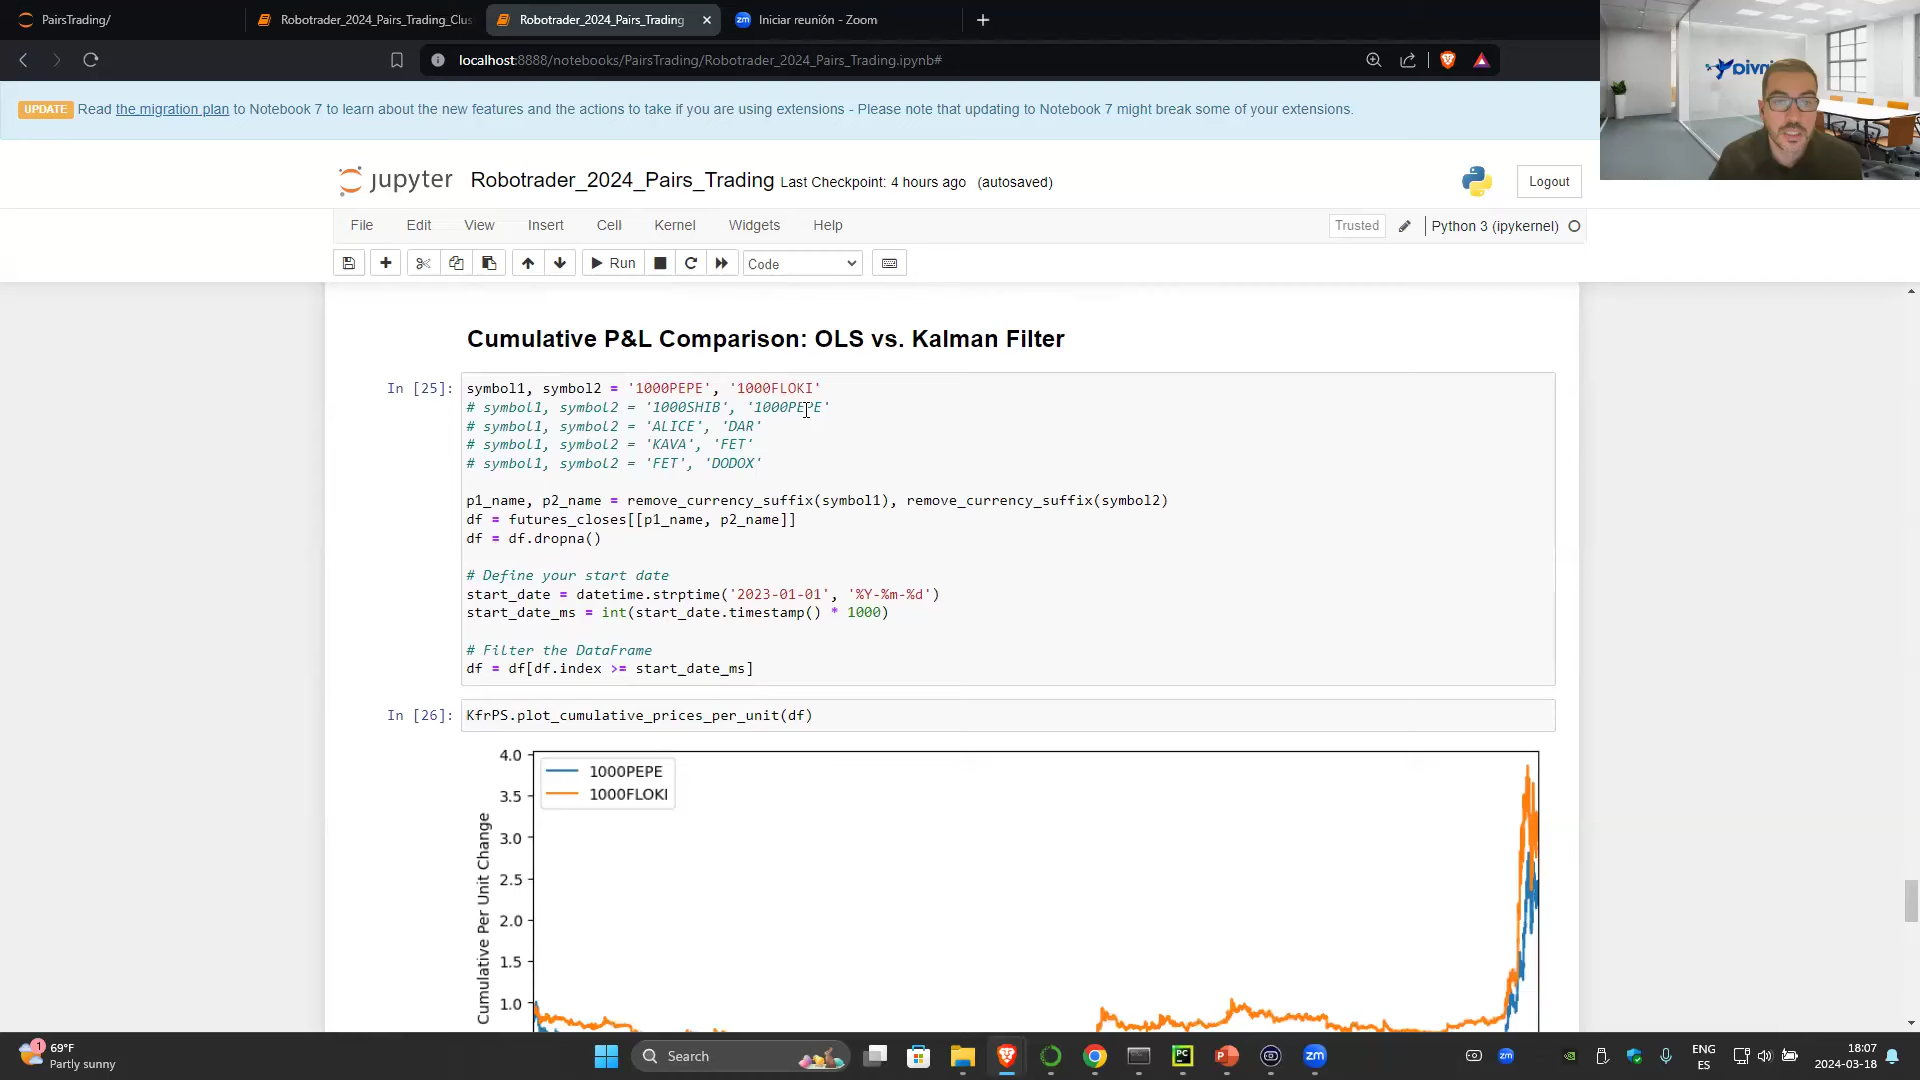 PairsTrading/
Robotrader_2024_Pairs_Trading_Clus
Robotrader_2024_Pairs_Trading
zm Iniciar reunión - Zoom
localhost:8888/notebooks/PairsTrading/Robotrader_2024_Pairs_Trading.ipynb#
UPDATE Read the migration plan to Notebook 7 to learn about the new features and the actions to take if you are using extensions - Please note that updating to Notebook 7 might break some of your extensions.
jupyter Robotrader_2024_Pairs_Trading Last Checkpoint: 4 hours ago (autosaved)
Logout
File Edit View Insert Cell Kernel Widgets Help
Trusted Python 3 (ipykernel)
Run Code
Cumulative P&L Comparison: OLS vs. Kalman Filter
In [25]: symbol1, symbol2 = '1000PEPE', '1000FLOKI'
# symbol1, symbol2 = '1000SHIB', '1000PEPE'
# symbol1, symbol2 = 'ALICE', 'DAR'
# symbol1, symbol2 = 'KAVA', 'FET'
# symbol1, symbol2 = 'FET', 'DODOX'
p1_name, p2_name = remove_currency_suffix(symbol1), remove_currency_suffix(symbol2)
df = futures_closes[[p1_name, p2_name]]
df = df.dropna()
# Define your start date
start_date = datetime.strptime('2023-01-01', '%Y-%m-%d')
start_date_ms = int(start_date.timestamp() * 1000)
# Filter the DataFrame
df = df[df.index >= start_date_ms]
In [26]: KfrPS.plot_cumulative_prices_per_unit(df)
1000PEPE
1000FLOKI
4.0
3.5
3.0
2.5
2.0
1.5
1.0
Cumulative Per Unit Change
1
69°F
Partly sunny
Search
PC
zm
zm
ENG
ES
18:07
2024-03-18